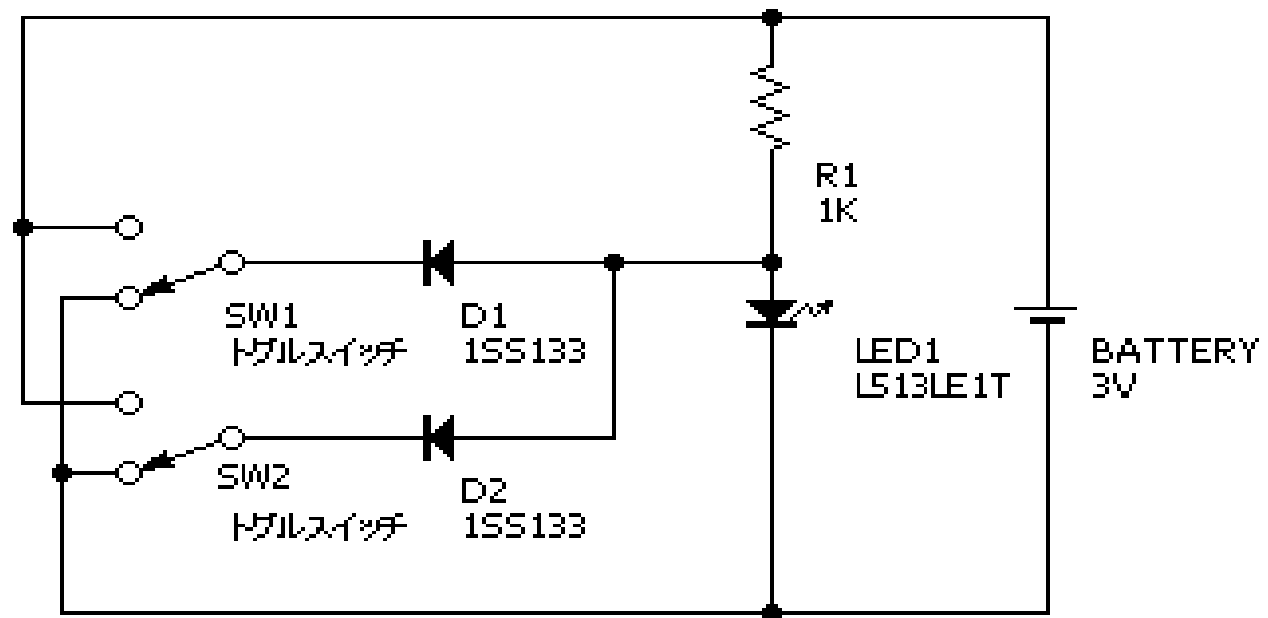 R1
1K
SW1
トグルスイッチ
D1
1SS133
LED1
L513LE1T
BATTERY
3V
SW2
トグルスイッチ
D2
1SS133